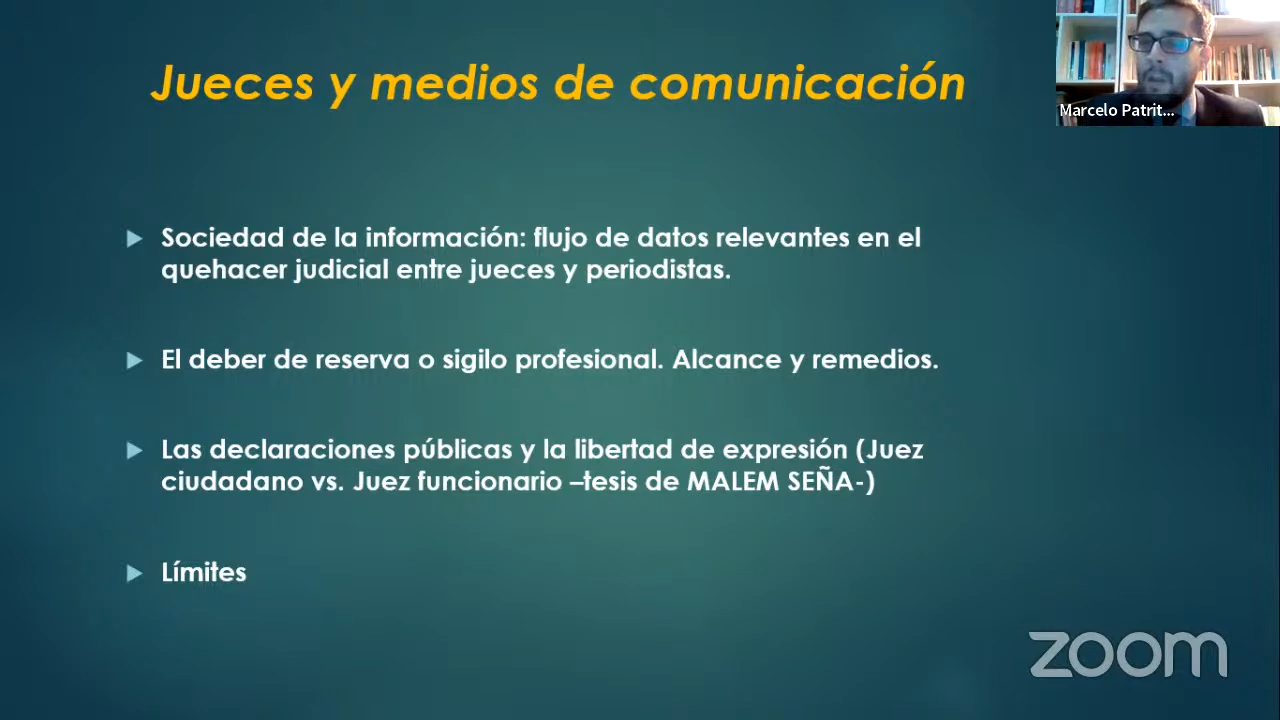 Jueces y medios de comunicación
Marcelo Patrit...
Sociedad de la información: flujo de datos relevantes en el
quehacer judicial entre jueces y periodistas.
El deber de reserva o sigilo profesional. Alcance y remedios.
Las declaraciones públicas y la libertad de expresión (Juez
ciudadano vs. Juez funcionario –tesis de MALEM SEÑA-)
Límites
zoom